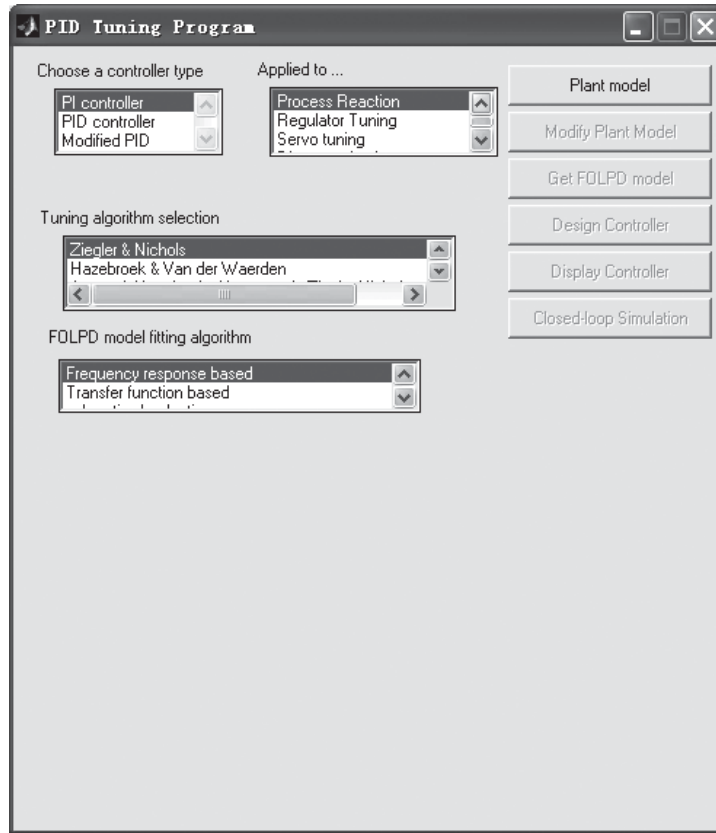 PID Tuning Program
Choose a controller type
Applied to ...
PI controller
PID controller
Modified PID
Process Reaction
Regulator Tuning
Servo tuning
Plant model
Modify Plant Model
Get FOLPD model
Design Controller
Display Controller
Closed-loop Simulation
Tuning algorithm selection
Ziegler & Nichols
Hazebroek & Van der Waerden
FOLPD model fitting algorithm
Frequency response based
Transfer function based